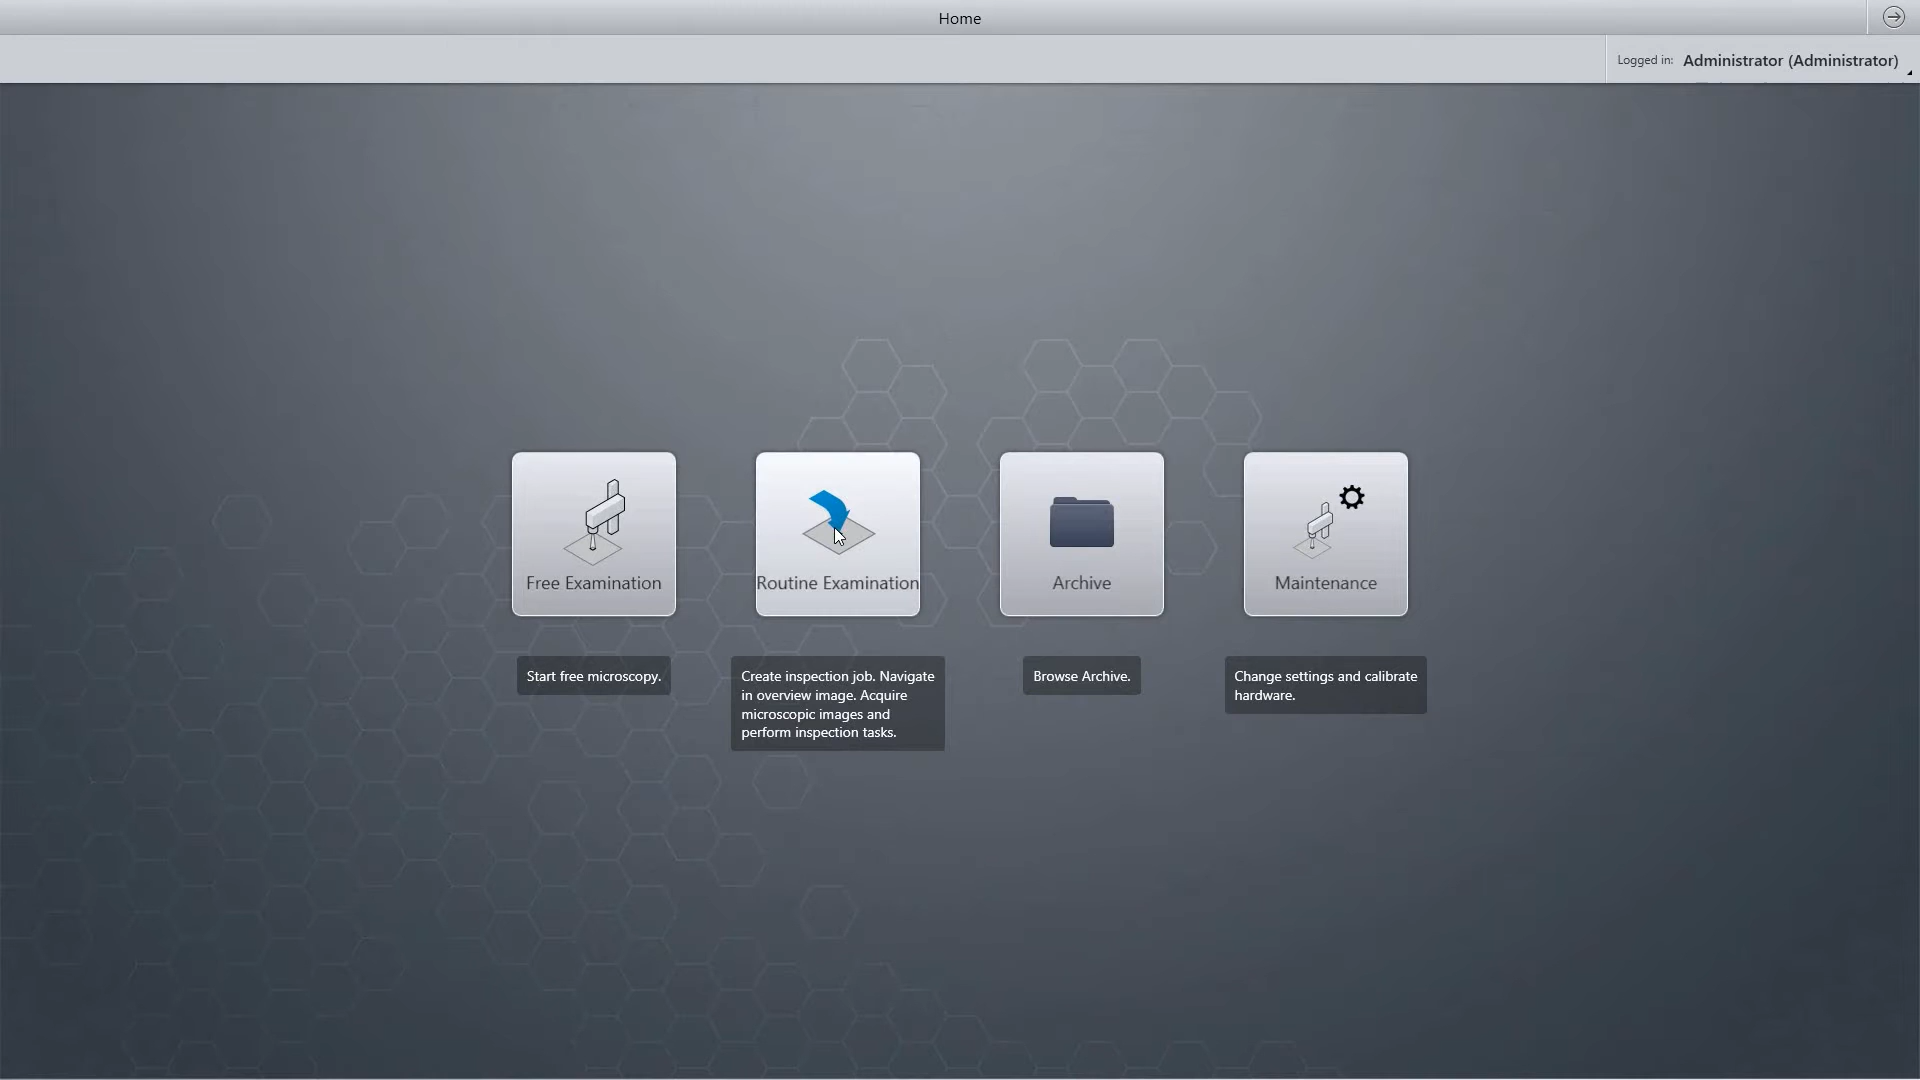 Home
Logged in: Administrator (Administrator)
Free Examination
Routine Examination
Archive
Maintenance
Start free microscopy.
Create inspection job. Navigate
in overview image. Acquire
microscopic images and
perform inspection tasks.
Browse Archive.
Change settings and calibrate
hardware.